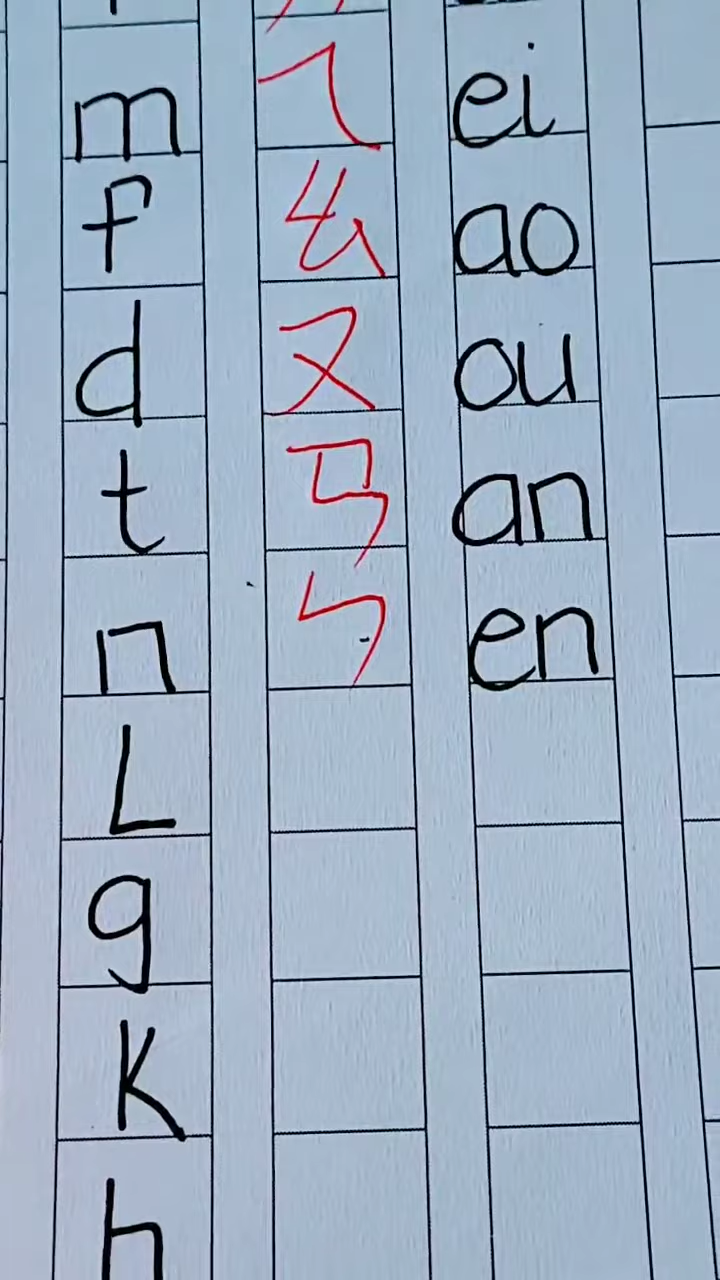 m ㄟ ei
f ㄠ ao
d ㄡ ou
t ㄢ an
n ㄣ en
L
g
K
h